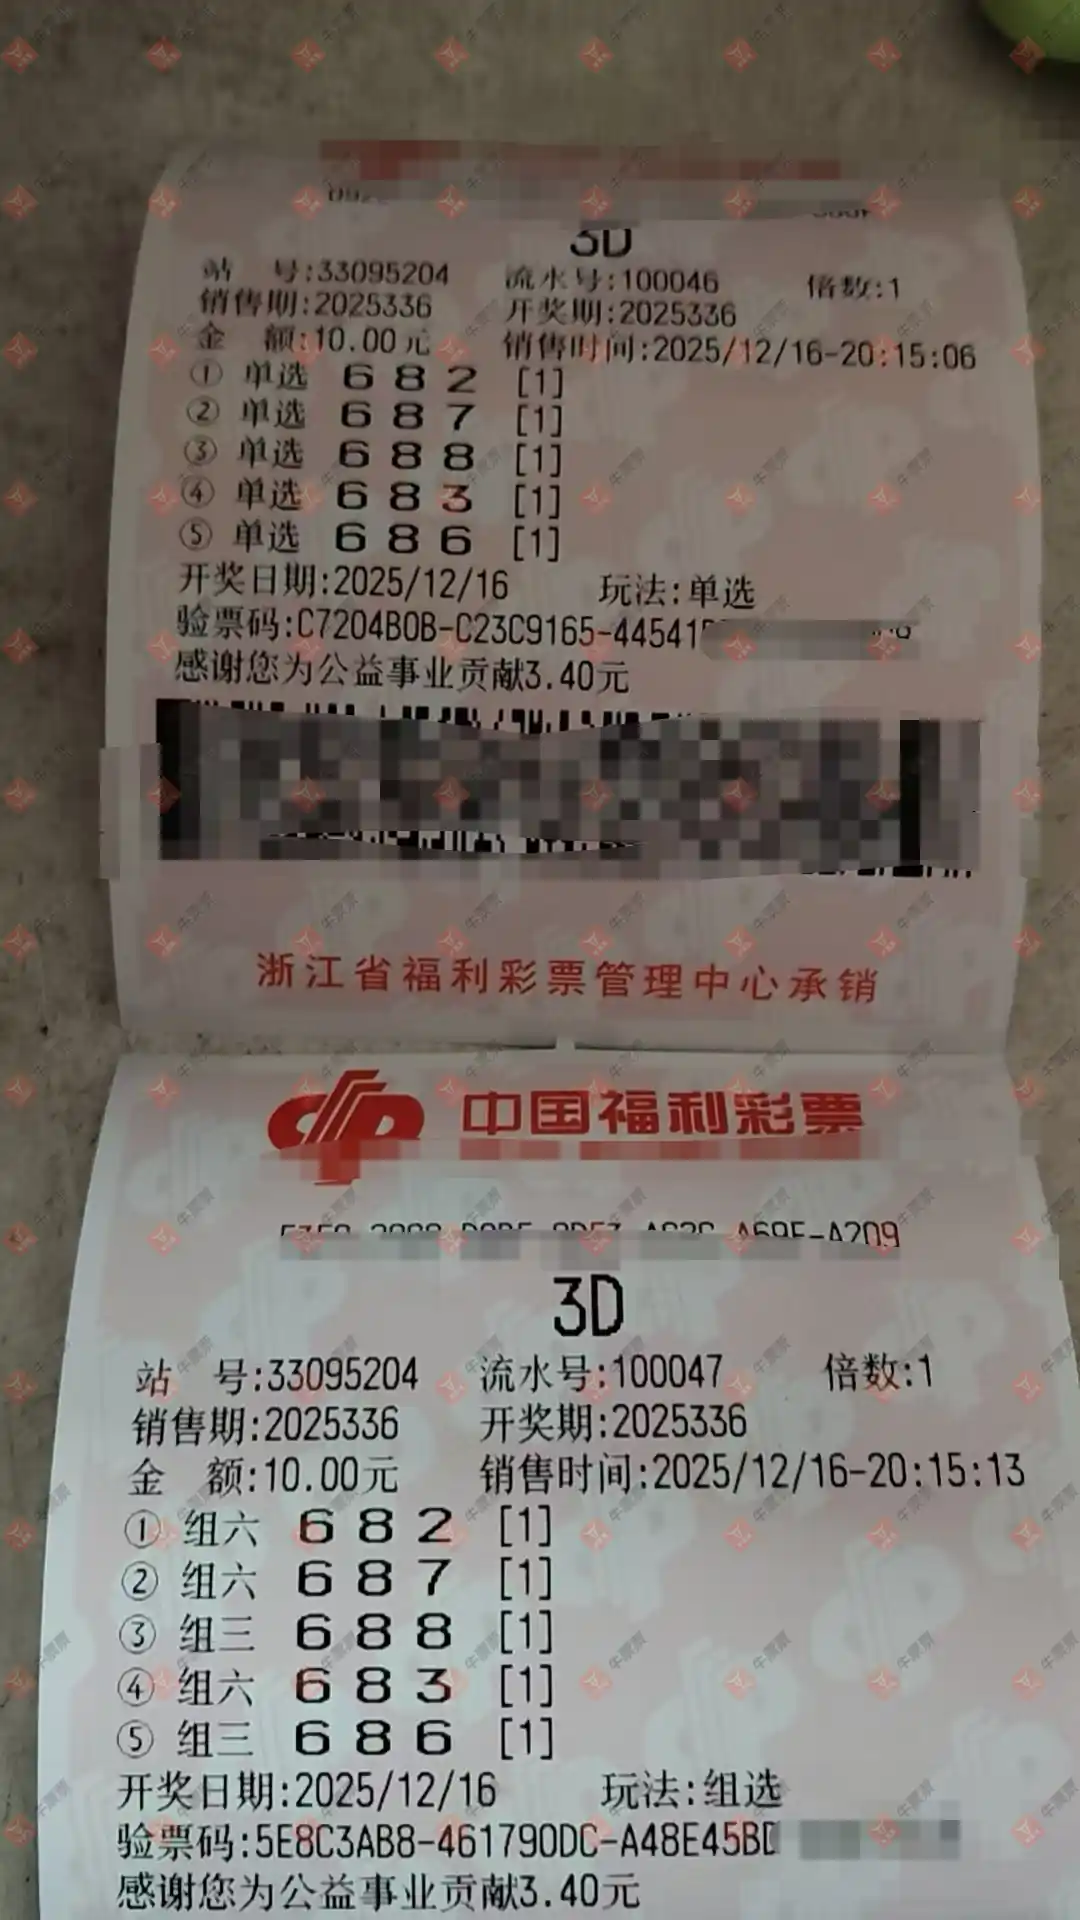 3D
站 号:33095204 流水号:100046 倍数:1
销售期:2025336 开奖期:2025336
金 额:10.00元 销售时间:2025/12/16-20:15:06
① 单选 6 8 2 [1]
② 单选 6 8 7 [1]
③ 单选 6 8 8 [1]
④ 单选 6 8 3 [1]
⑤ 单选 6 8 6 [1]
开奖日期:2025/12/16 玩法:单选
验票码:C7204B0B-C23C9165-44541
感谢您为公益事业贡献3.40元
浙江省福利彩票管理中心承销
中国福利彩票
A69F-A209
3D
站 号:33095204 流水号:100047 倍数:1
销售期:2025336 开奖期:2025336
金 额:10.00元 销售时间:2025/12/16-20:15:13
① 组六 6 8 2 [1]
② 组六 6 8 7 [1]
③ 组三 6 8 8 [1]
④ 组六 6 8 3 [1]
⑤ 组三 6 8 6 [1]
开奖日期:2025/12/16 玩法:组选
验票码:5E8C3AB8-461790DC-A48E45BD
感谢您为公益事业贡献3.40元
牛票票